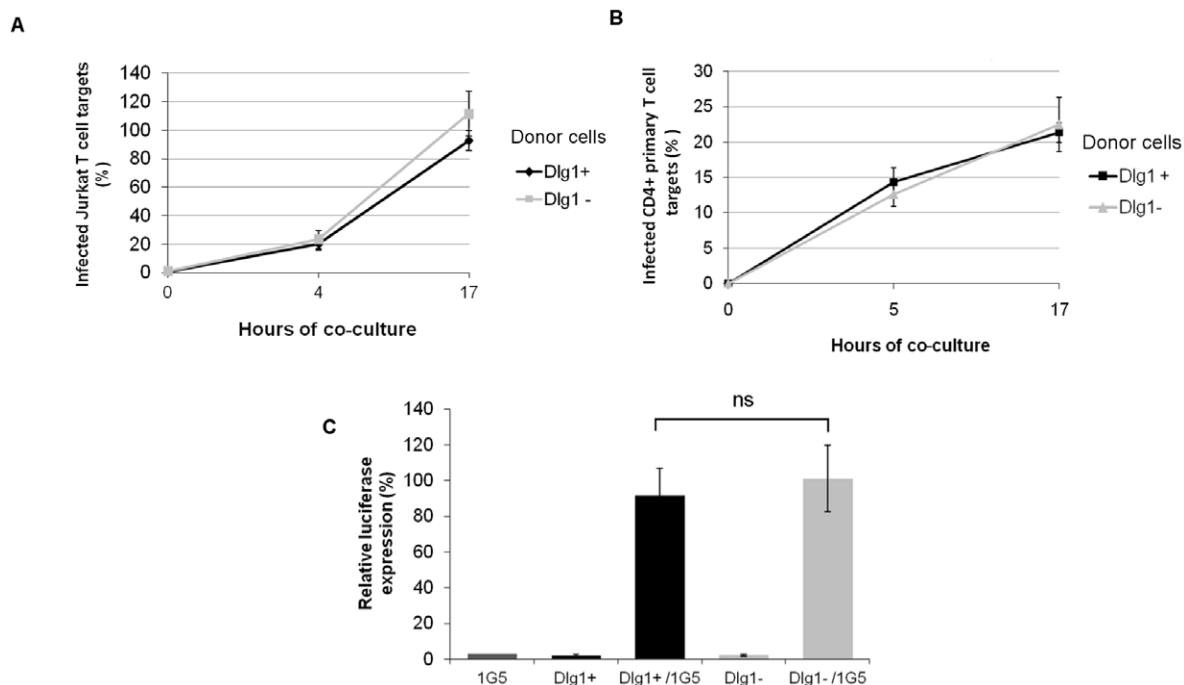 A
Infected Jurkat T cell targets
(%)
140
120
100
80
60
40
20
0
0
4
17
Hours of co-culture
Donor cells
Dlg1+
Dlg1 -
B
Infected CD4+ primary T cell
targets (% )
30
25
20
15
10
5
0
0
5
17
Hours of co-culture
Donor cells
Dlg1 +
Dlg1-
C
Relative luciferase
expression (%)
140
120
100
80
60
40
20
0
ns
1G5
Dlg1+
Dlg1+ /1G5
Dlg1-
Dlg1- /1G5